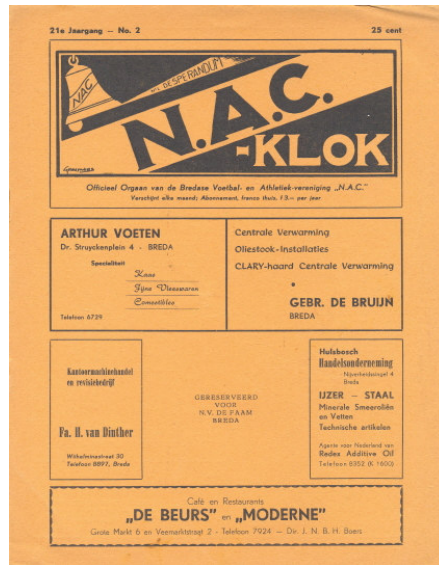 21e Jaargang — No. 2
25 cent
NAC
DESPERANDUM
N.A.C.
-KLOK
Officieel Orgaan van de Bredase Voetbal- en Athletiek-vereniging „N.A.C."
Verschijnt elke maand; Abonnement, franco thuis, f 3.— per jaar
ARTHUR VOETEN
Dr. Struyckenplein 4 - BREDA
Specialiteit
Kaas
Fijne Vleeswaren
Comestibles
Telefoon 6729
Centrale Verwarming
Oliestook-Installaties
CLARY-haard Centrale Verwarming
•
GEBR. DE BRUIJN
BREDA
Kantoormachinehandel
en revisiebedrijf
Fa. H. van Dinther
Wilhelminastraat 30
Telefoon 8897, Breda
GERESERVEERD
VOOR
N.V. DE FAAM
BREDA
Hulsbosch
Handelsonderneming
Nijverheidssingel 4
Breda
IJZER — STAAL
Minerale Smeeroliën
en Vetten
Technische artikelen
Agente voor Nederland van
Redex Additive Oil
Telefoon 8352 (K 1600)
Café en Restaurants
„DE BEURS" en „MODERNE"
Grote Markt 6 en Veemarktstraat 2 - Telefoon 7924 — Dir. J. N. B. H. Boers